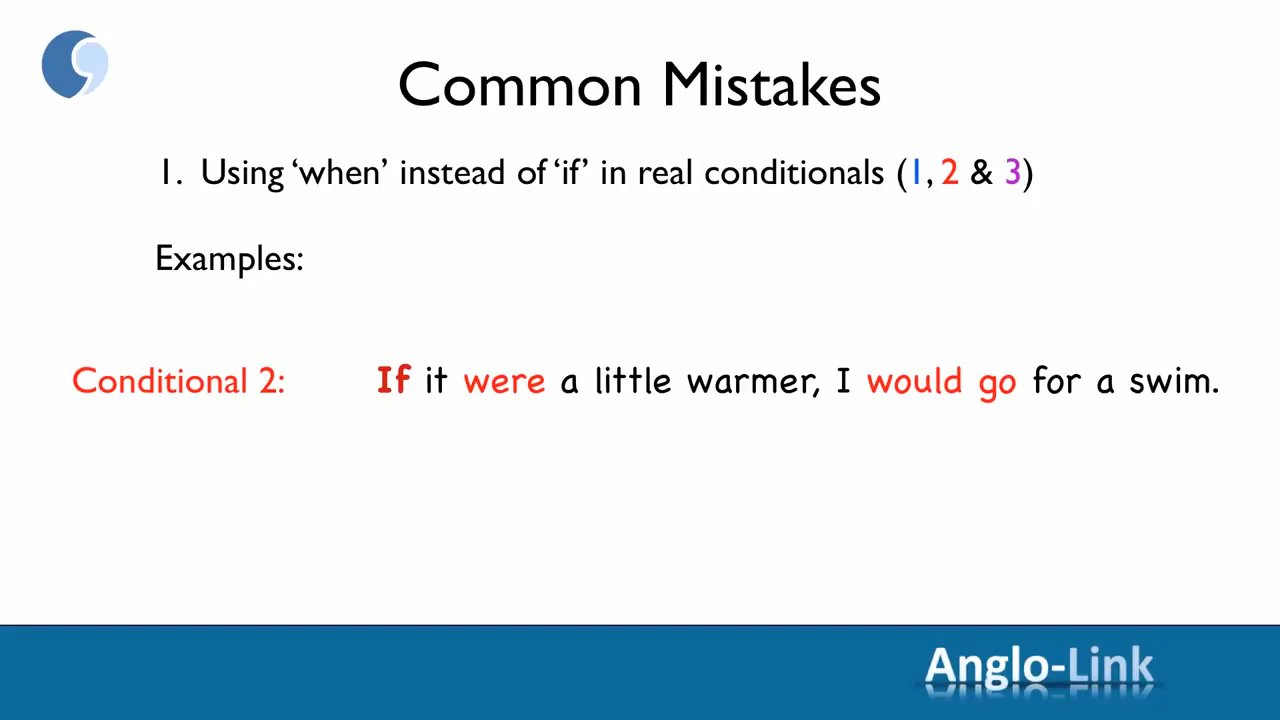 Common Mistakes
1. Using ‘when’ instead of ‘if’ in real conditionals (1, 2 & 3)
Examples:
Conditional 2: If it were a little warmer, I would go for a swim.
Anglo-Link